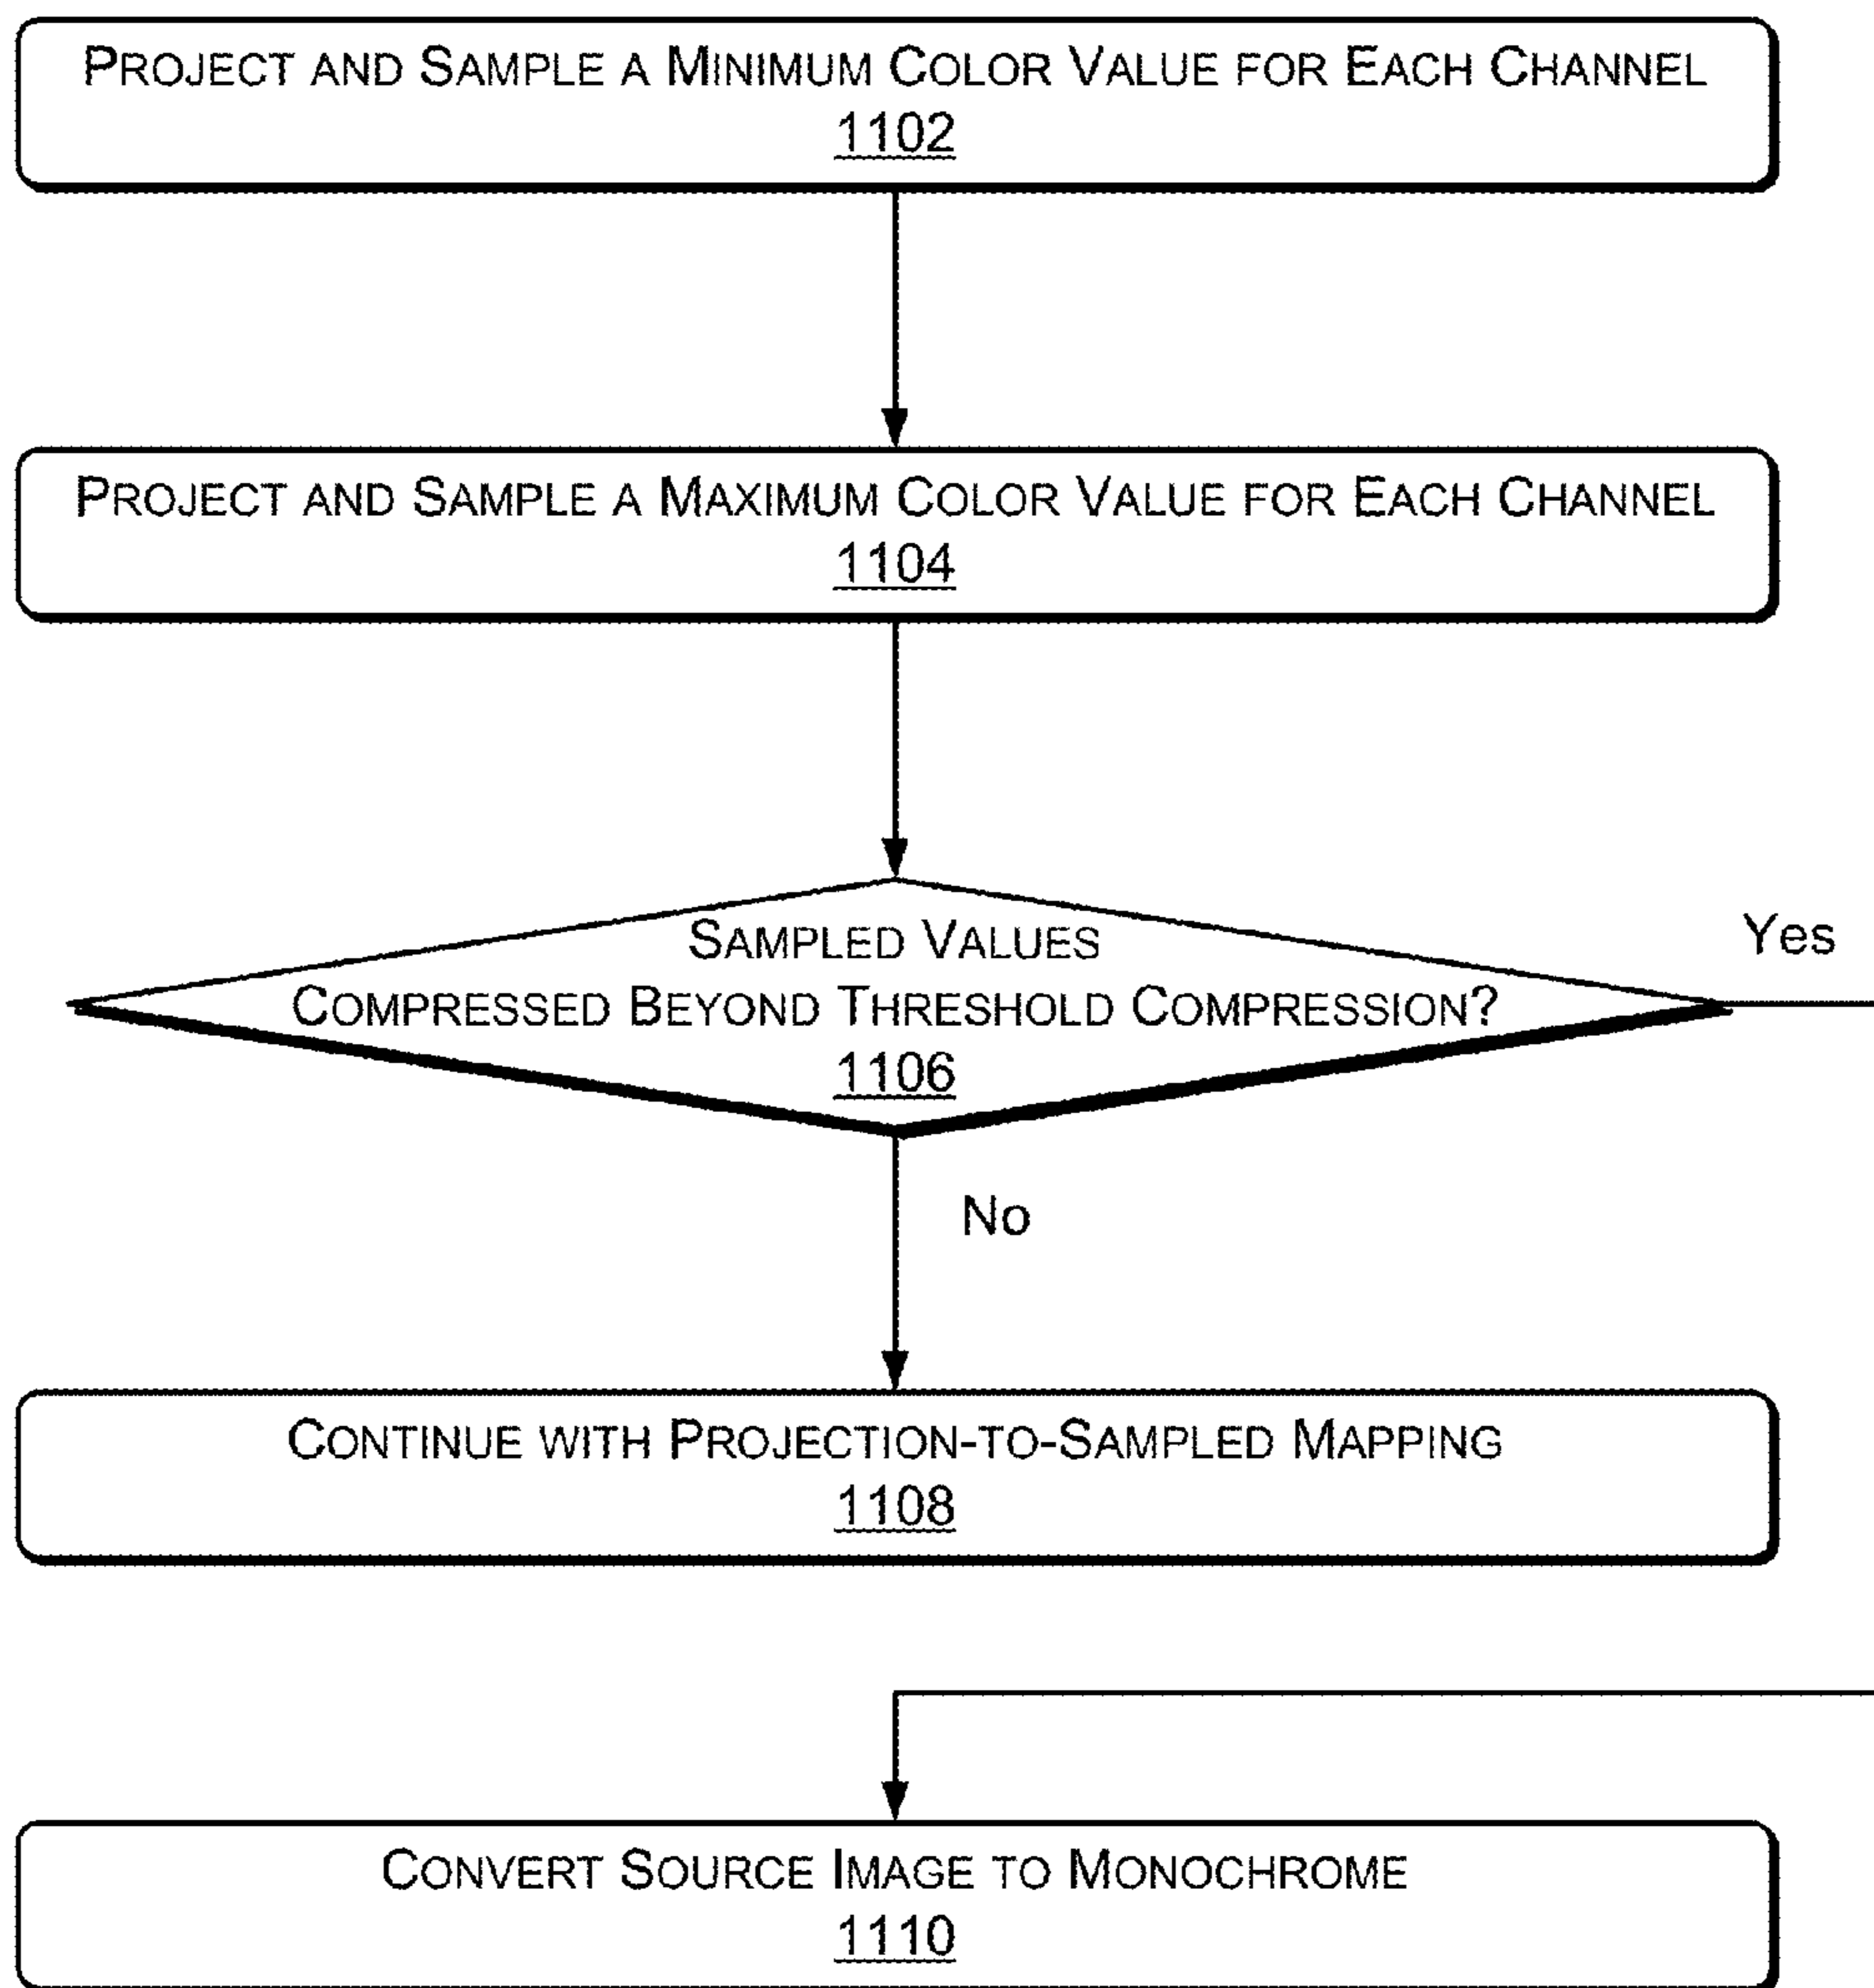 PROJECT AND SAMPLE A MINIMUM COLOR VALUE FOR EACH CHANNEL
1102
PROJECT AND SAMPLE A MAXIMUM COLOR VALUE FOR EACH CHANNEL
1104
SAMPLED VALUES
COMPRESSED BEYOND THRESHOLD COMPRESSION?
1106
Yes
No
CONTINUE WITH PROJECTION-TO-SAMPLED MAPPING
1108
CONVERT SOURCE IMAGE TO MONOCHROME
1110